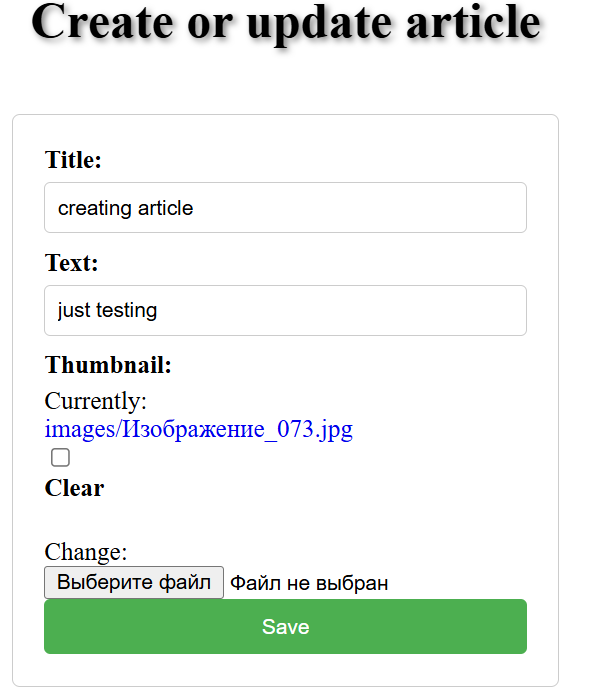 Create or update article
Title:
creating article
Text:
just testing
Thumbnail:
Currently:
images/Изображение_073.jpg
Clear
Change:
Выберите файл Файл не выбран
Save